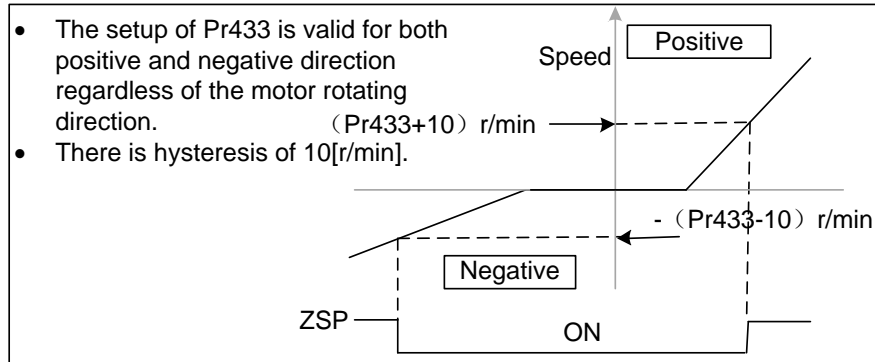 • The setup of Pr433 is valid for both
positive and negative direction
regardless of the motor rotating
direction.
• There is hysteresis of 10[r/min].
Speed
Positive
（Pr433+10）r/min
-（Pr433-10）r/min
Negative
ZSP
ON